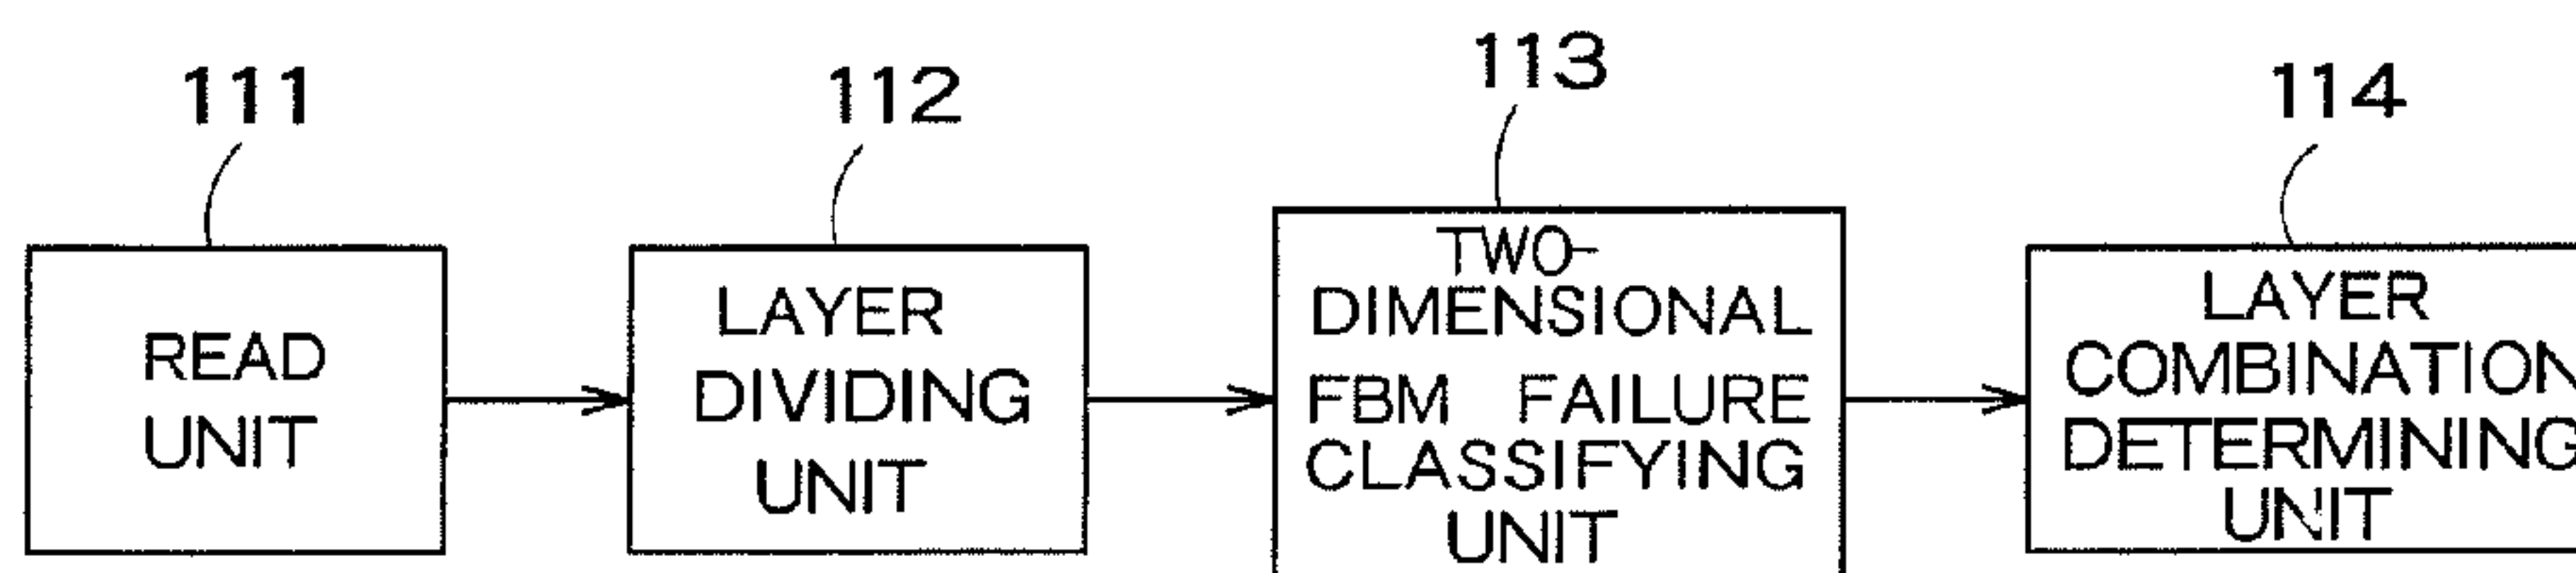 111
112
113
114
READ
UNIT
LAYER
DIVIDING
UNIT
TWO-
DIMENSIONAL
FBM FAILURE
CLASSIFYING
UNIT
LAYER
COMBINATION
DETERMINING
UNIT